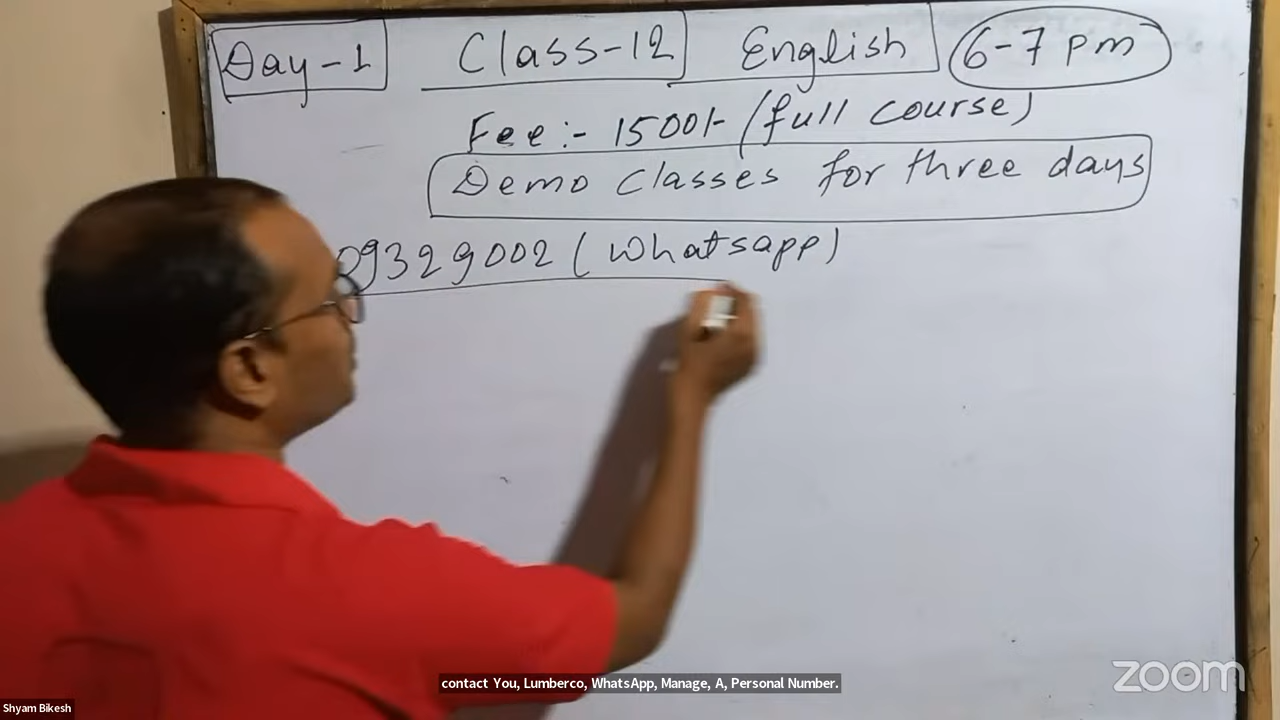 Day-1 Class-12 English 6-7 pm
Fee:- 1500/- (full course)
Demo classes for three days
09329002 (Whatsapp)
contact You, Lumberco, WhatsApp, Manage, A, Personal Number.
Shyam Bikesh
zoom